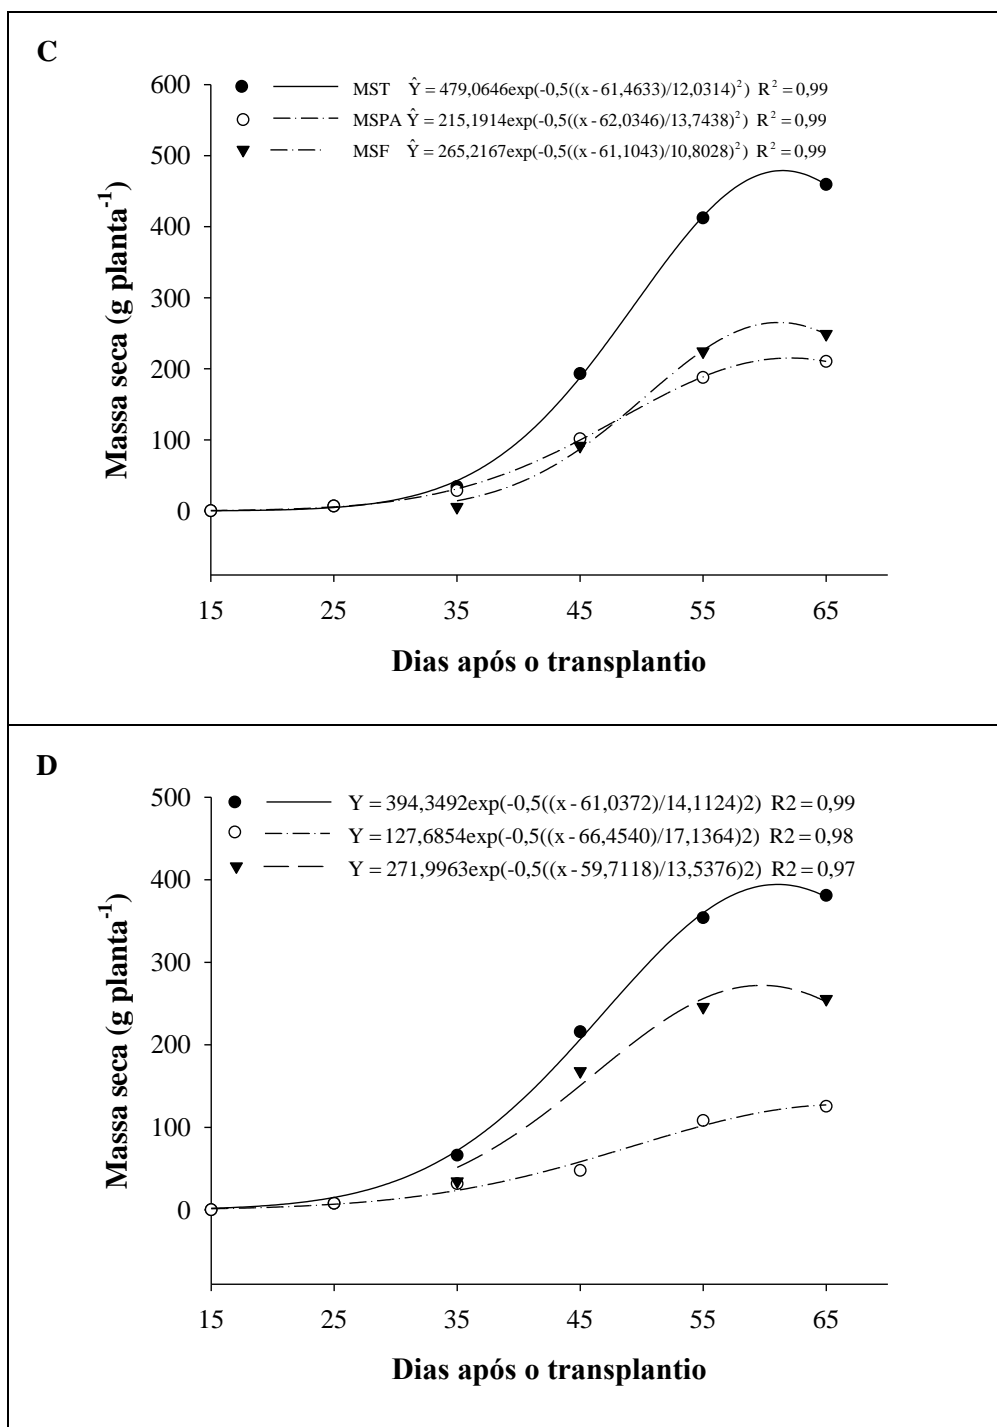 C
MST Ŷ = 479,0646exp(-0,5((x - 61,4633)/12,0314)²) R² = 0,99
MSPA Ŷ = 215,1914exp(-0,5((x - 62,0346)/13,7438)²) R² = 0,99
MSF Ŷ = 265,2167exp(-0,5((x - 61,1043)/10,8028)²) R² = 0,99
600
500
400
300
200
100
0
Massa seca (g planta⁻¹)
15 25 35 45 55 65
Dias após o transplantio
D
Y = 394,3492exp(-0,5((x - 61,0372)/14,1124)2) R2 = 0,99
Y = 127,6854exp(-0,5((x - 66,4540)/17,1364)2) R2 = 0,98
Y = 271,9963exp(-0,5((x - 59,7118)/13,5376)2) R2 = 0,97
500
400
300
200
100
0
Massa seca (g planta⁻¹)
15 25 35 45 55 65
Dias após o transplantio